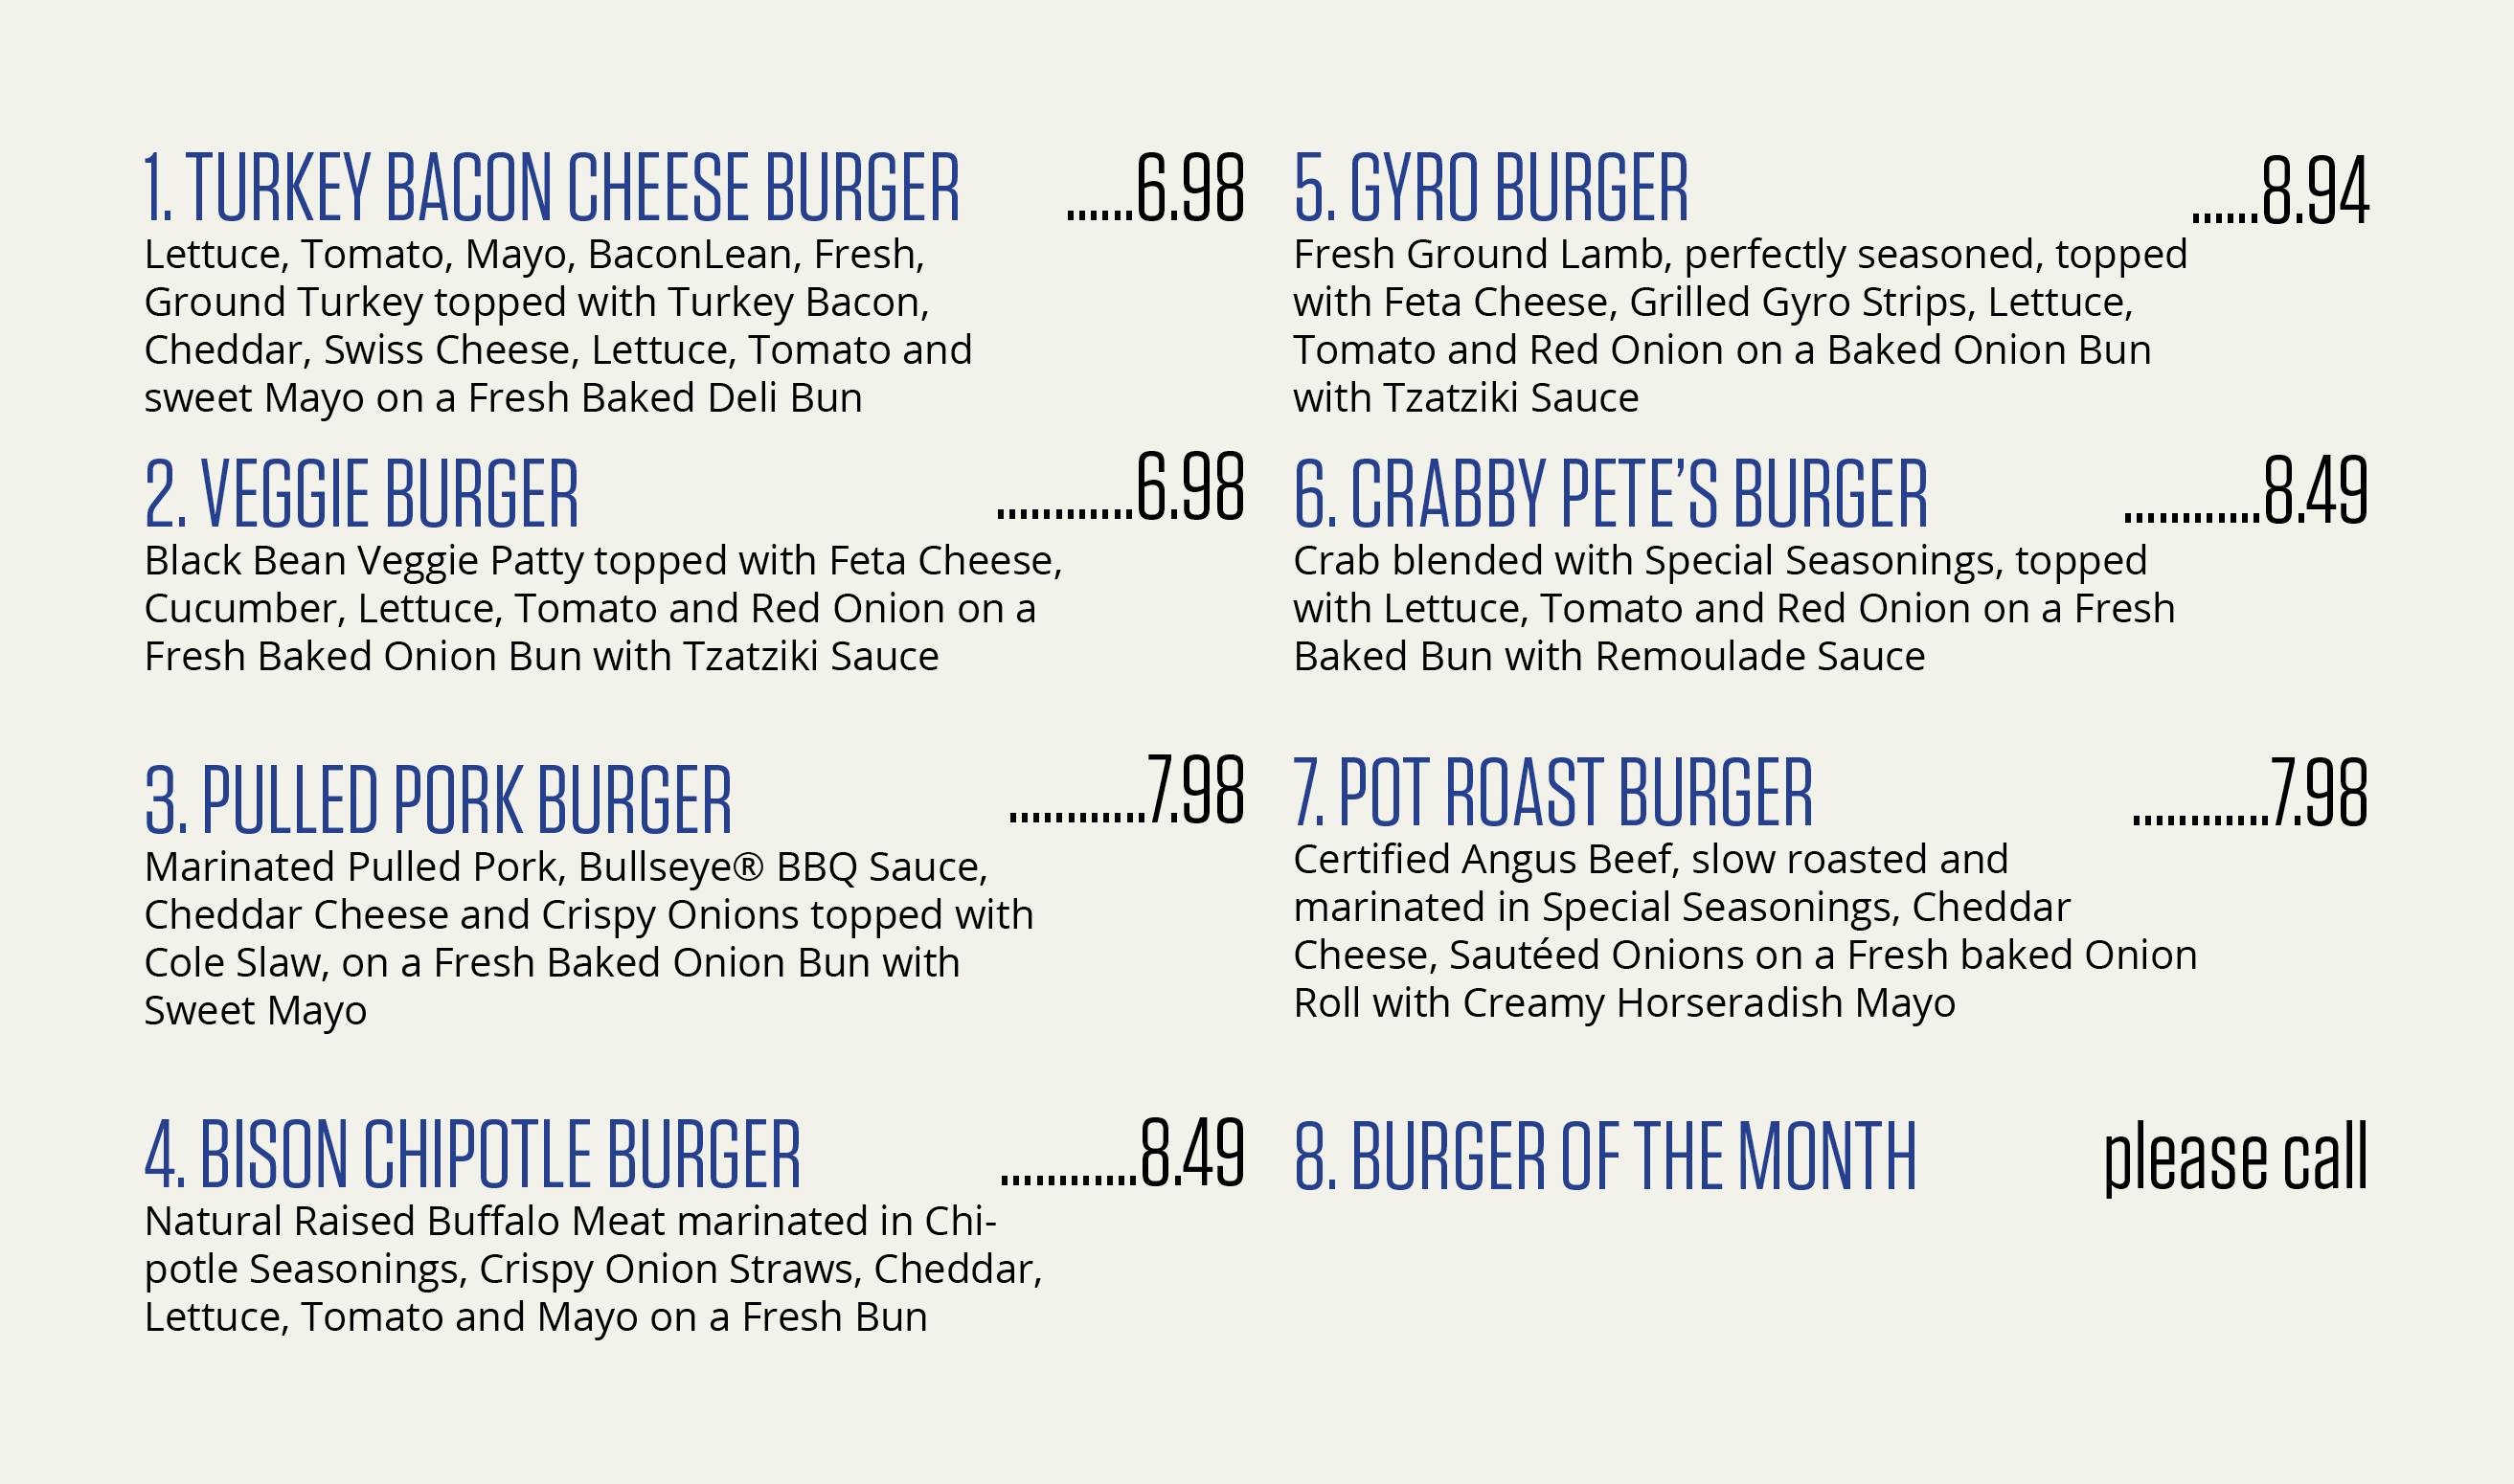 1. TURKEY BACON CHEESE BURGER ......6.98
Lettuce, Tomato, Mayo, BaconLean, Fresh,
Ground Turkey topped with Turkey Bacon,
Cheddar, Swiss Cheese, Lettuce, Tomato and
sweet Mayo on a Fresh Baked Deli Bun
2. VEGGIE BURGER ............6.98
Black Bean Veggie Patty topped with Feta Cheese,
Cucumber, Lettuce, Tomato and Red Onion on a
Fresh Baked Onion Bun with Tzatziki Sauce
3. PULLED PORK BURGER ............7.98
Marinated Pulled Pork, Bullseye® BBQ Sauce,
Cheddar Cheese and Crispy Onions topped with
Cole Slaw, on a Fresh Baked Onion Bun with
Sweet Mayo
4. BISON CHIPOTLE BURGER ............8.49
Natural Raised Buffalo Meat marinated in Chi-
potle Seasonings, Crispy Onion Straws, Cheddar,
Lettuce, Tomato and Mayo on a Fresh Bun
5. GYRO BURGER ......8.94
Fresh Ground Lamb, perfectly seasoned, topped
with Feta Cheese, Grilled Gyro Strips, Lettuce,
Tomato and Red Onion on a Baked Onion Bun
with Tzatziki Sauce
6. CRABBY PETE’S BURGER ............8.49
Crab blended with Special Seasonings, topped
with Lettuce, Tomato and Red Onion on a Fresh
Baked Bun with Remoulade Sauce
7. POT ROAST BURGER ............7.98
Certified Angus Beef, slow roasted and
marinated in Special Seasonings, Cheddar
Cheese, Sautéed Onions on a Fresh baked Onion
Roll with Creamy Horseradish Mayo
8. BURGER OF THE MONTH please call